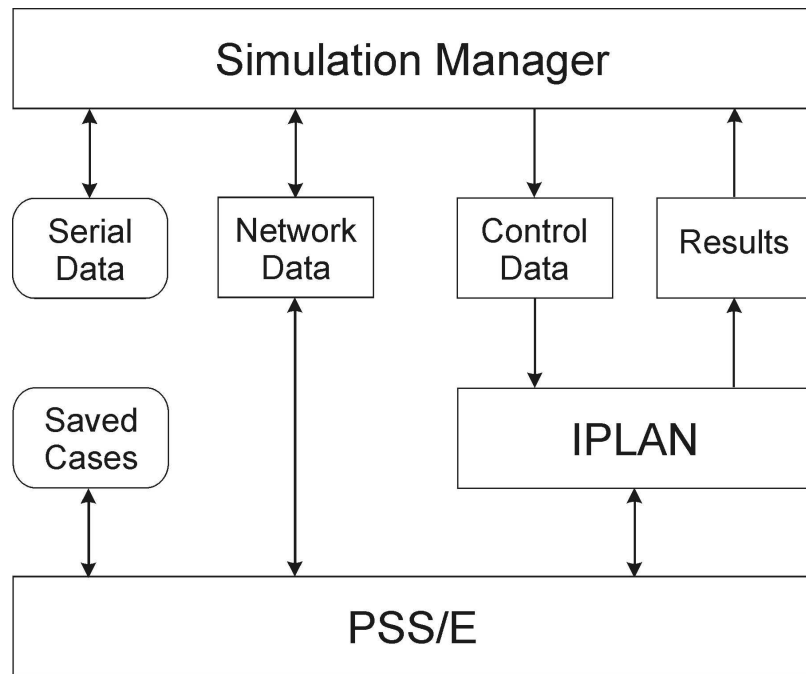 Simulation Manager
Serial
Data
Network
Data
Control
Data
Results
Saved
Cases
IPLAN
PSS/E